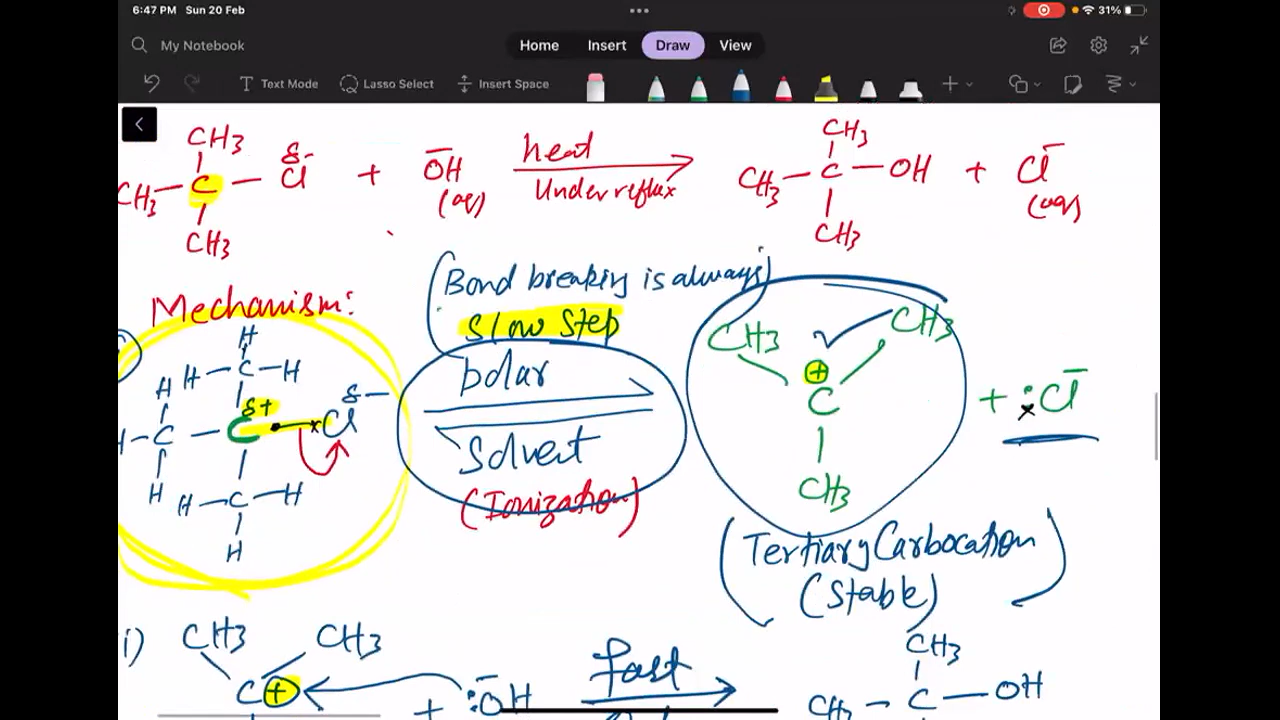 6:47 PM Sun 20 Feb
31%
My Notebook
Home Insert Draw View
Text Mode Lasso Select Insert Space
CH3 CH3
CH3 — C — Cl δ- + ŌH heat CH3 — C — OH + Cl-
(aq) Under reflux (aq)
CH3 CH3
(Bond breaking is always)
Mechanism:
Slow Step
H
H — C — H
H
δ+ δ-
H — C — C — Cl
H
H — C — H
H
polar
solvent
(Ionization)
CH3 CH3
+
C
CH3
+ :Cl-
(Tertiary Carbocation
(Stable)
i) CH3 CH3
C + + :ŌH fast
CH3
CH3 — C — OH